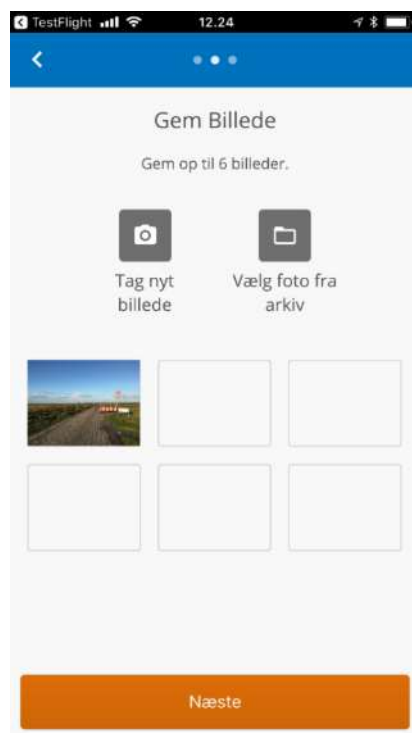 TestFlight 12.24
Gem Billede
Gem op til 6 billeder.
Tag nyt
billede
Vælg foto fra
arkiv
Næste